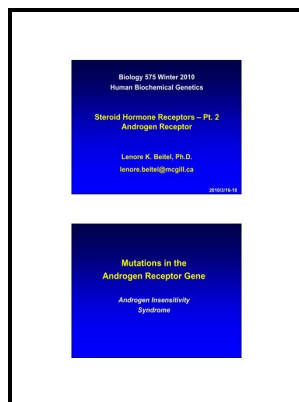 Biology 575 Winter 2010
Human Biochemical Genetics
Steroid Hormone Receptors – Pt. 2
Androgen Receptor
Lenore K. Beitel, Ph.D.
lenore.beitel@mcgill.ca
2010/3/16-18
Mutations in the
Androgen Receptor Gene
Androgen Insensitivity
Syndrome